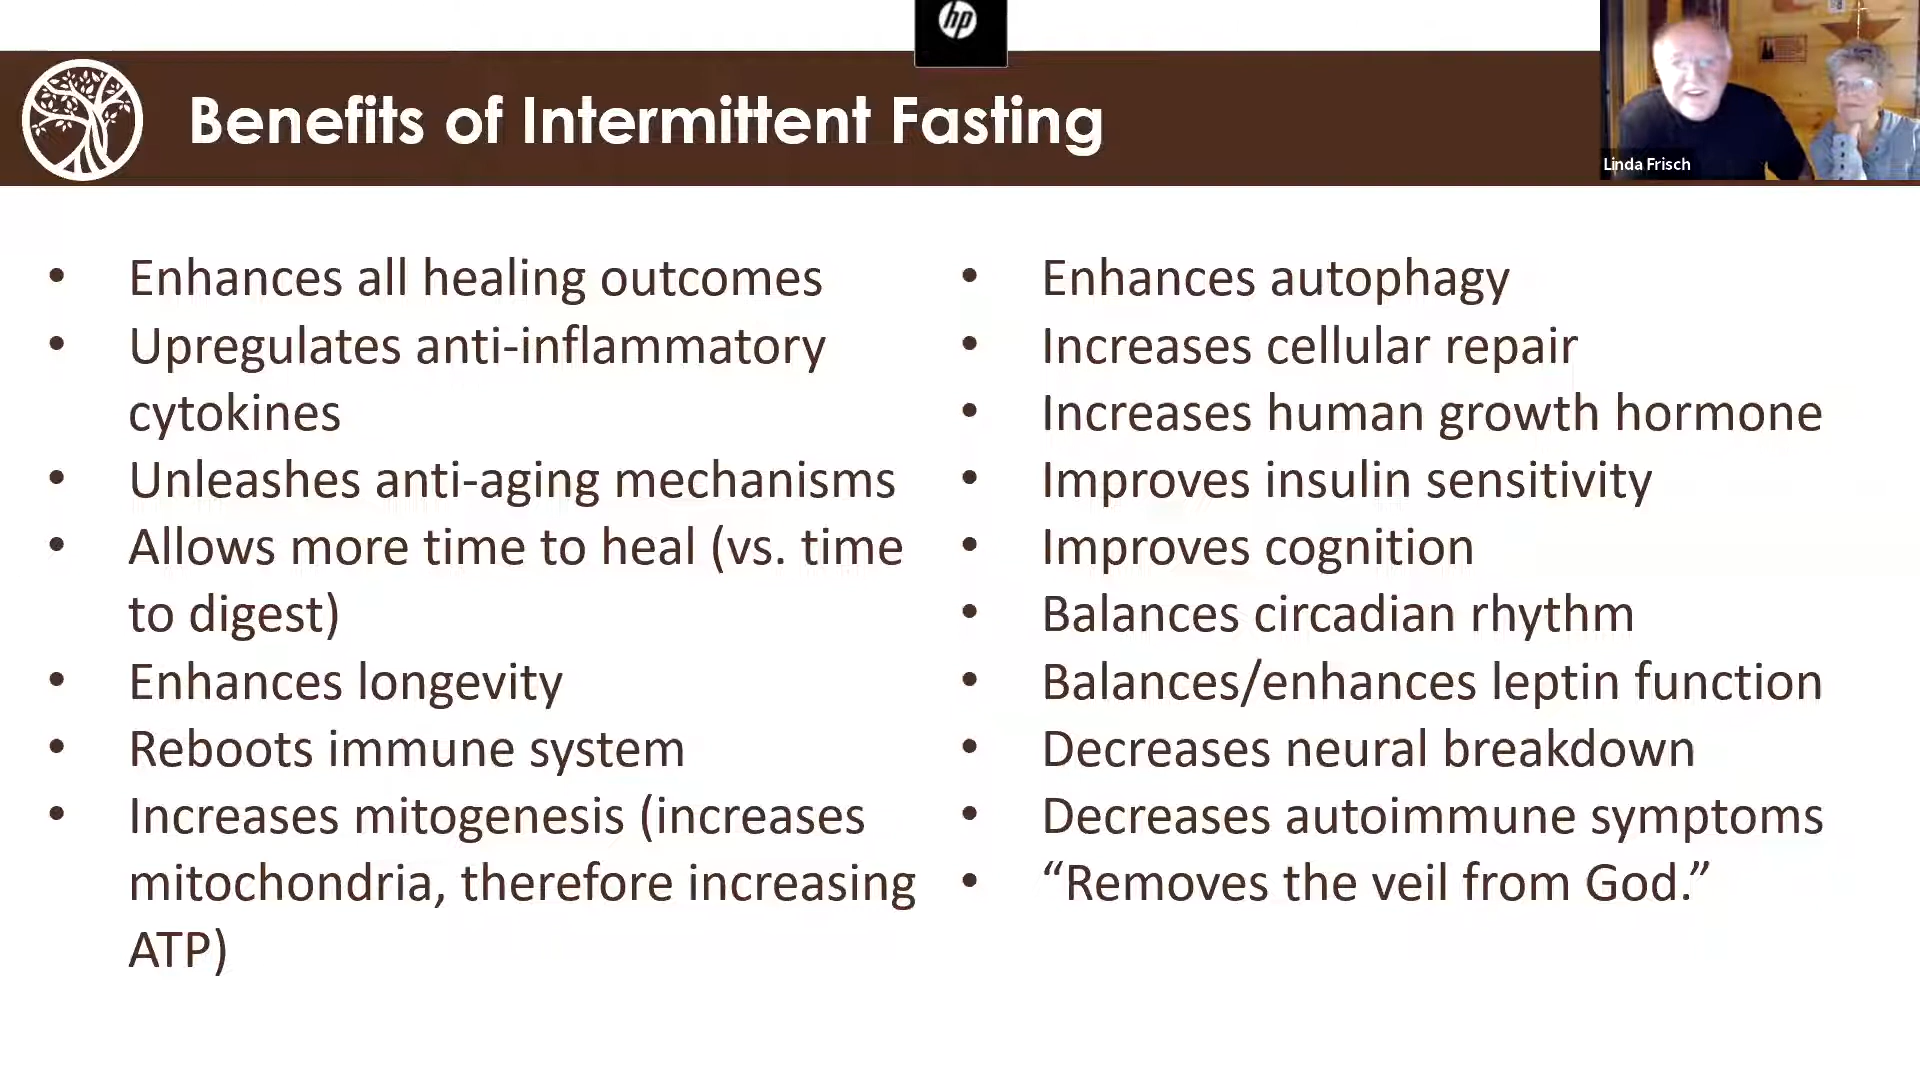 hp
Benefits of Intermittent Fasting
Linda Frisch
• Enhances all healing outcomes
• Upregulates anti-inflammatory
cytokines
• Unleashes anti-aging mechanisms
• Allows more time to heal (vs. time
to digest)
• Enhances longevity
• Reboots immune system
• Increases mitogenesis (increases
mitochondria, therefore increasing
ATP)
• Enhances autophagy
• Increases cellular repair
• Increases human growth hormone
• Improves insulin sensitivity
• Improves cognition
• Balances circadian rhythm
• Balances/enhances leptin function
• Decreases neural breakdown
• Decreases autoimmune symptoms
• “Removes the veil from God.”